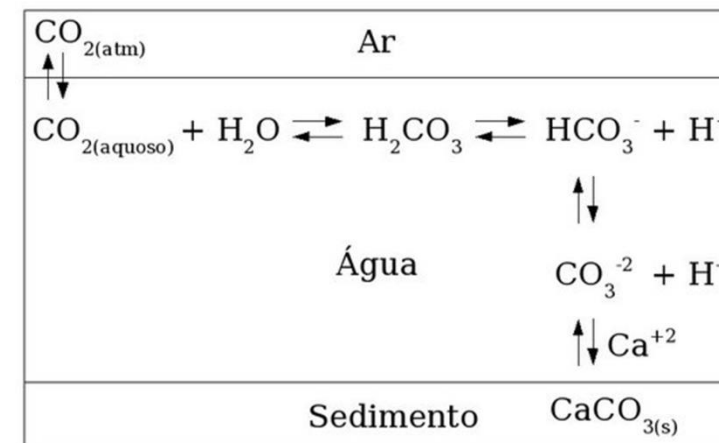 CO2(atm) Ar
CO2(aquoso) + H2O ⇌ H2CO3 ⇌ HCO3- + H
Água
CO3-2 + H
Ca+2
Sedimento CaCO3(s)